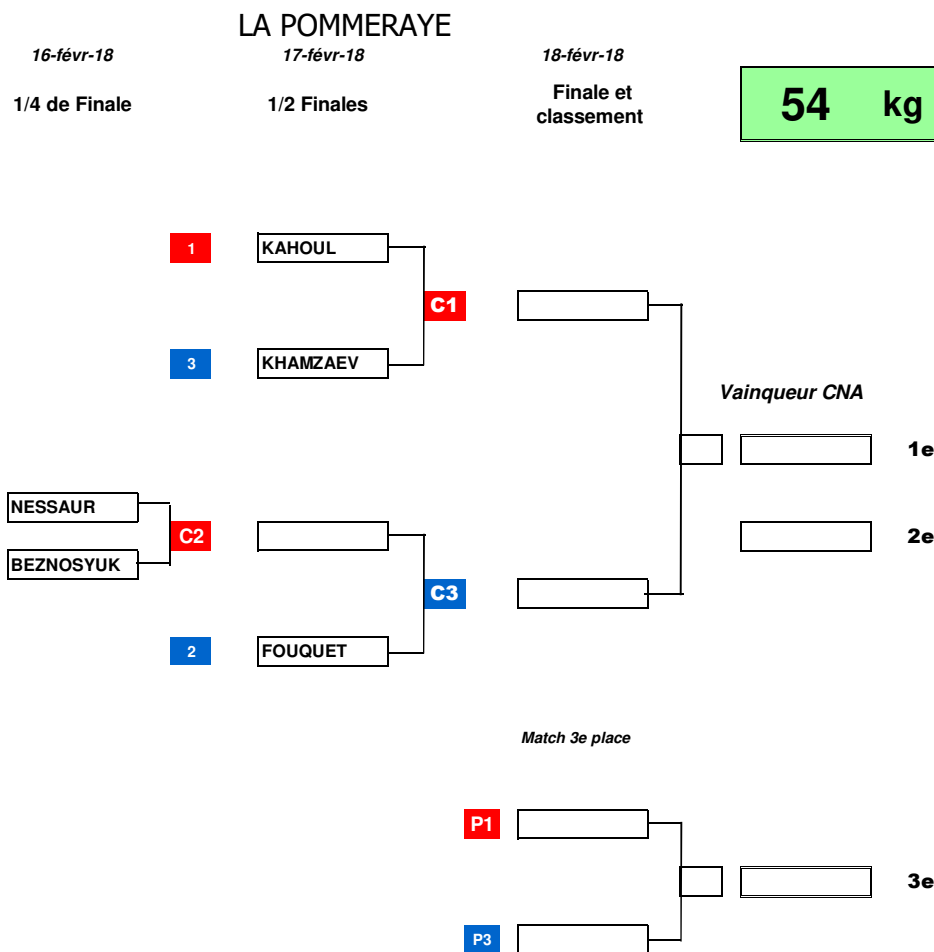 LA POMMERAYE
16-févr-18 17-févr-18 18-févr-18
1/4 de Finale 1/2 Finales Finale et classement
54 kg
1 KAHOUL
C1
3 KHAMZAEV
Vainqueur CNA
1e
NESSAUR
C2
2e
BEZNOSYUK
C3
2 FOUQUET
Match 3e place
P1
3e
P3